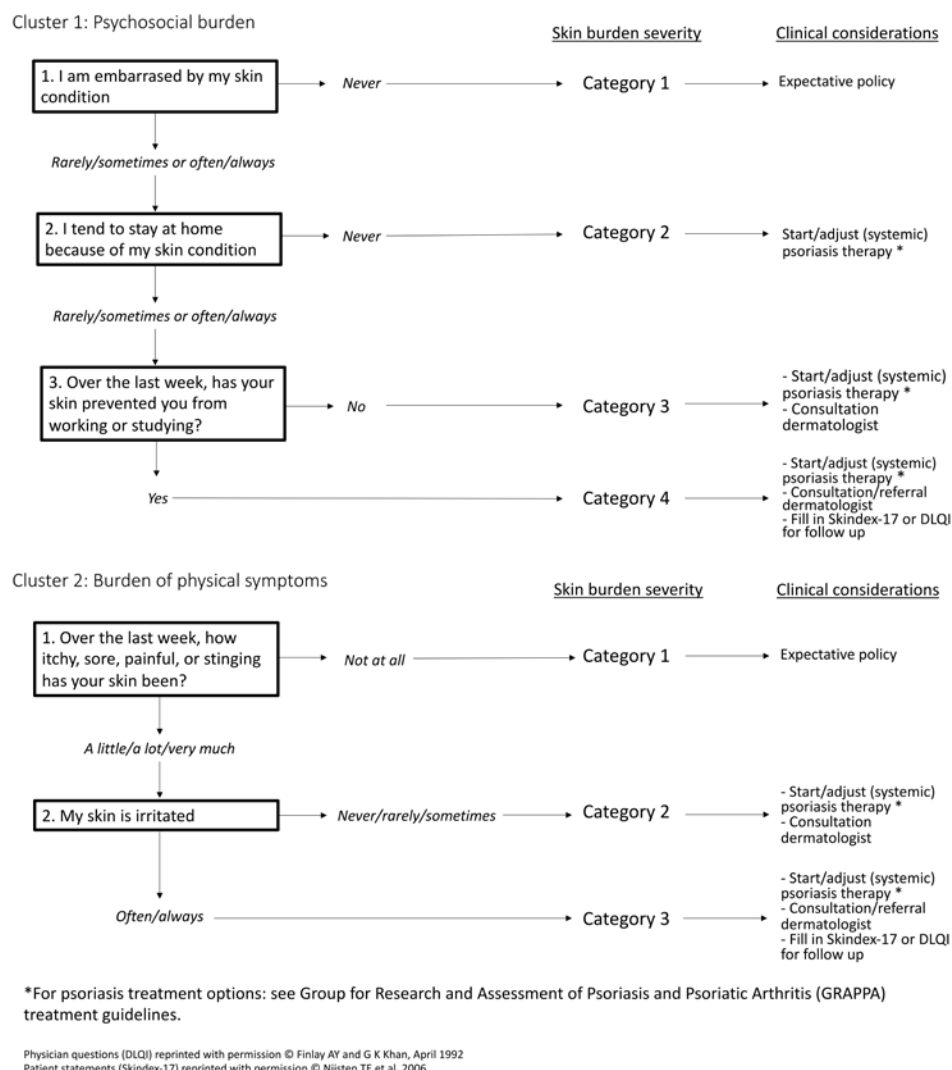 Cluster 1: Psychosocial burden
Skin burden severity
Clinical considerations
1. I am embarrased by my skin
condition
Never
Category 1
Expectative policy
Rarely/sometimes or often/always
2. I tend to stay at home
because of my skin condition
Never
Category 2
Start/adjust (systemic)
psoriasis therapy *
Rarely/sometimes or often/always
3. Over the last week, has your
skin prevented you from
working or studying?
No
Category 3
- Start/adjust (systemic)
psoriasis therapy *
- Consultation
dermatologist
Yes
Category 4
- Start/adjust (systemic)
psoriasis therapy *
- Consultation/referral
dermatologist
- Fill in Skindex-17 or DLQI
for follow up
Cluster 2: Burden of physical symptoms
Skin burden severity
Clinical considerations
1. Over the last week, how
itchy, sore, painful, or stinging
has your skin been?
Not at all
Category 1
Expectative policy
A little/a lot/very much
2. My skin is irritated
Never/rarely/sometimes
Category 2
- Start/adjust (systemic)
psoriasis therapy *
- Consultation
dermatologist
Often/always
Category 3
- Start/adjust (systemic)
psoriasis therapy *
- Consultation/referral
dermatologist
- Fill in Skindex-17 or DLQI
for follow up
*For psoriasis treatment options: see Group for Research and Assessment of Psoriasis and Psoriatic Arthritis (GRAPPA)
treatment guidelines.
Physician questions (DLQI) reprinted with permission © Finlay AY and G K Khan, April 1992
Patient statements (Skindex-17) reprinted with permission © Nijsten TE et al. 2006